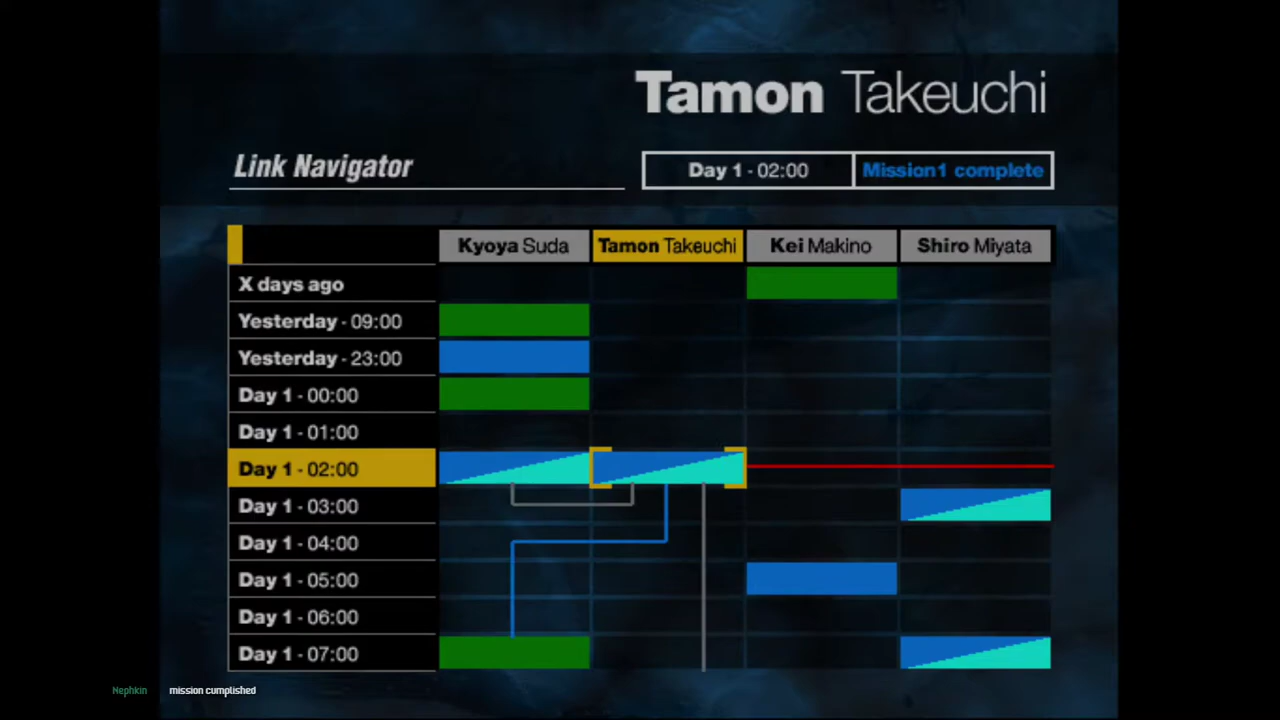 Tamon Takeuchi
Link Navigator
Day 1 - 02:00 Mission1 complete
Kyoya Suda Tamon Takeuchi Kei Makino Shiro Miyata
X days ago
Yesterday - 09:00
Yesterday - 23:00
Day 1 - 00:00
Day 1 - 01:00
Day 1 - 02:00
Day 1 - 03:00
Day 1 - 04:00
Day 1 - 05:00
Day 1 - 06:00
Day 1 - 07:00
Nephkin mission cumplished